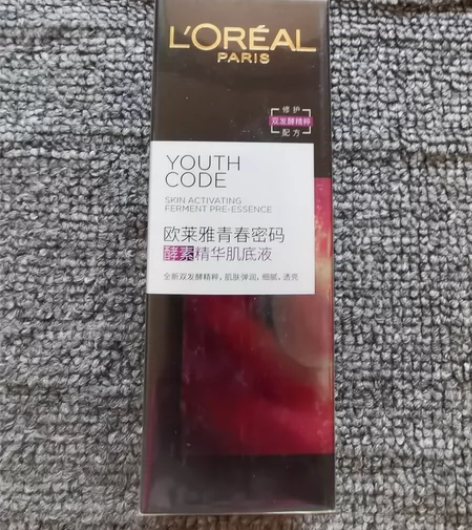 L'ORÉAL
PARIS
修护
双发酵精粹
配方
YOUTH
CODE
SKIN ACTIVATING
FERMENT PRE-ESSENCE
欧莱雅青春密码
酵素精华肌底液
全新双发酵精粹，肌肤弹润，细腻，透亮